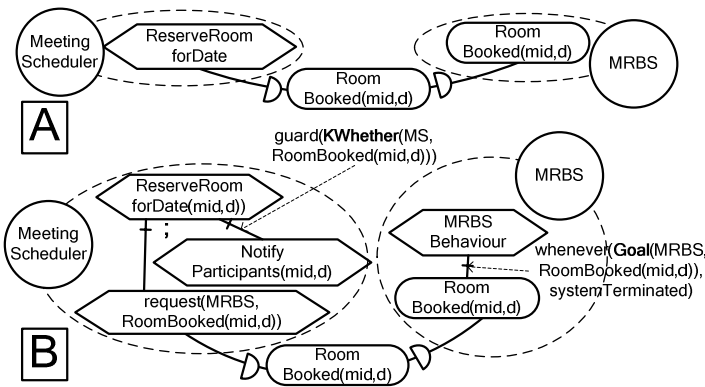 Meeting
Scheduler
ReserveRoom
forDate
Room
Booked(mid,d)
Room
Booked(mid,d)
MRBS
A
guard(KWhether(MS,
RoomBooked(mid,d)))
Meeting
Scheduler
ReserveRoom
forDate(mid,d))
;
Notify
Participants(mid,d)
request(MRBS,
RoomBooked(mid,d))
MRBS
MRBS
Behaviour
whenever(Goal(MRBS,
RoomBooked(mid,d)),
systemTerminated)
Room
Booked(mid,d)
Room
Booked(mid,d)
B